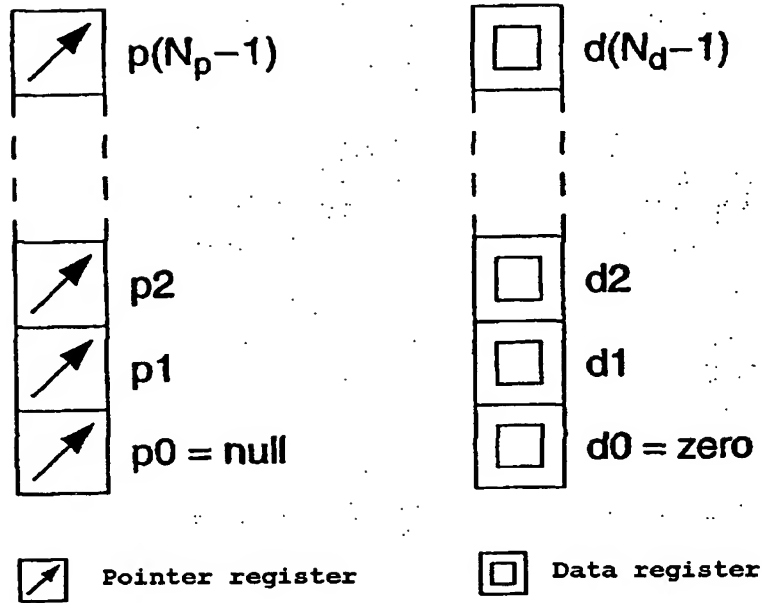 p(Np−1)
d(Nd−1)
p2
d2
p1
d1
p0 = null
d0 = zero
Pointer register
Data register